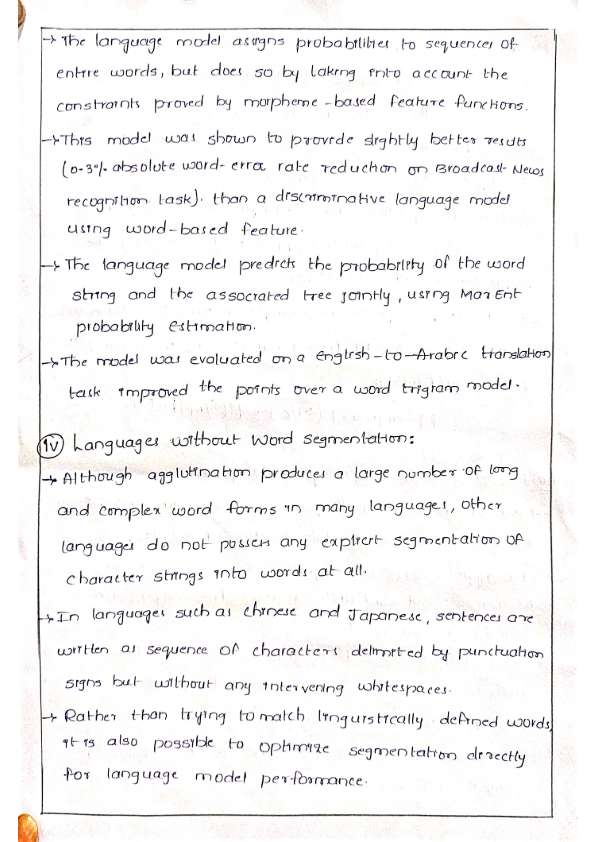 → The language model assigns probabilities to sequences of
entire words, but does so by taking into account the
constraints proved by morpheme-based feature functions.
→ This model was shown to provide slightly better results
(0.3% absolute word-error rate reduction on Broadcast News
recognition task). than a discriminative language model
using word-based feature.
→ The language model predicts the probability of the word
string and the associated tree jointly, using MaxEnt
probability estimation.
→ The model was evaluated on a English-to-Arabic translation
task improved the points over a word trigram model.
iv Languages without Word Segmentation:
→ Although agglutination produces a large number of long
and complex word forms in many languages, other
languages do not possess any explicit segmentation of
character strings into words at all.
→ In languages such as Chinese and Japanese, sentences are
written as sequence of characters delimited by punctuation
signs but without any intervening whitespaces.
→ Rather than trying to match linguistically defined words,
it is also possible to optimize segmentation directly
for language model performance.